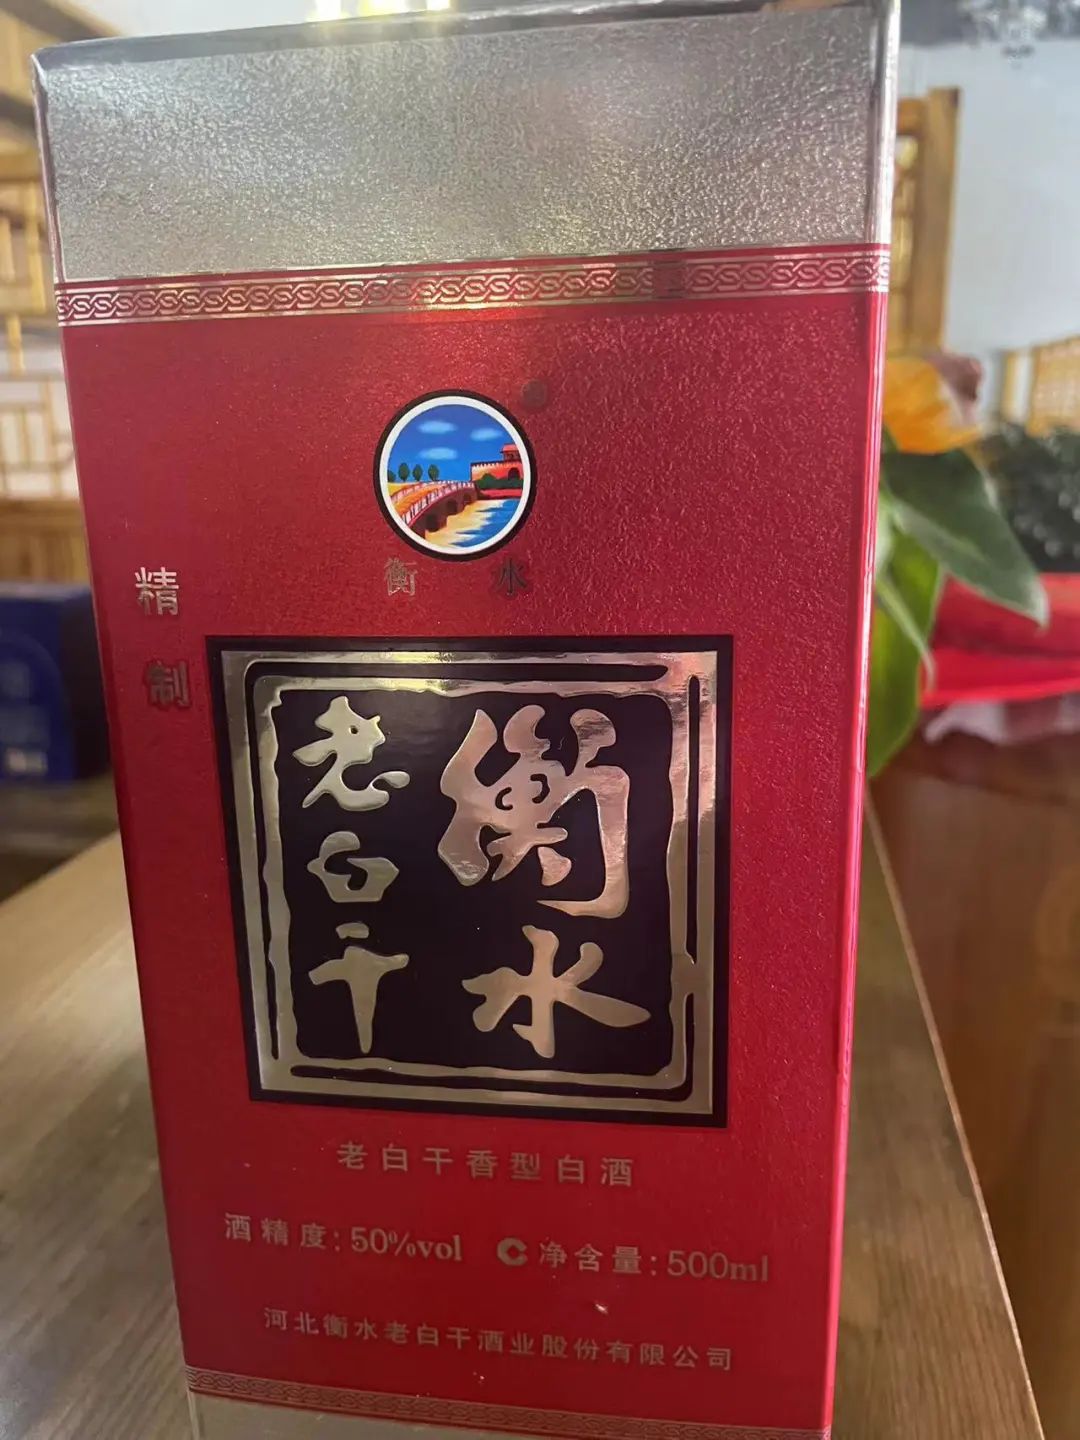 衡水
精制
衡水
老白干
老白干香型白酒
酒精度:50%vol C净含量:500ml
河北衡水老白干酒业股份有限公司